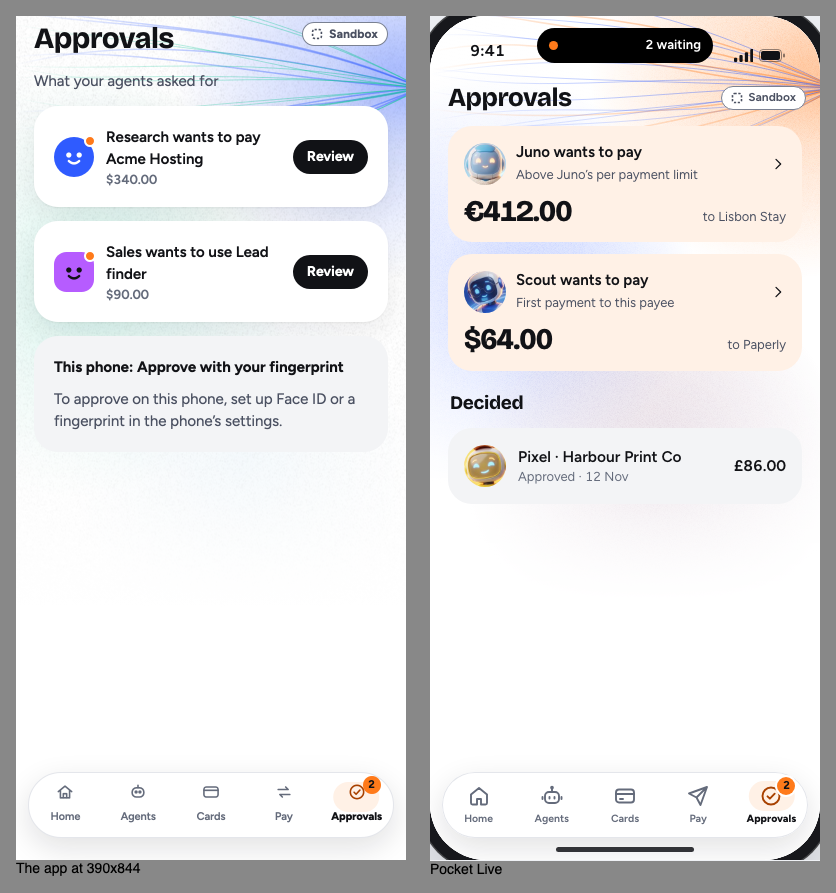 Approvals
Sandbox
What your agents asked for
Research wants to pay
Acme Hosting
$340.00
Review
Sales wants to use Lead
finder
$90.00
Review
This phone: Approve with your fingerprint
To approve on this phone, set up Face ID or a
fingerprint in the phone’s settings.
2
Home
Agents
Cards
Pay
Approvals
The app at 390x844
9:41
2 waiting
Approvals
Sandbox
Juno wants to pay
Above Juno’s per payment limit
€412.00
to Lisbon Stay
Scout wants to pay
First payment to this payee
$64.00
to Paperly
Decided
Pixel · Harbour Print Co
Approved · 12 Nov
£86.00
2
Home
Agents
Cards
Pay
Approvals
Pocket Live